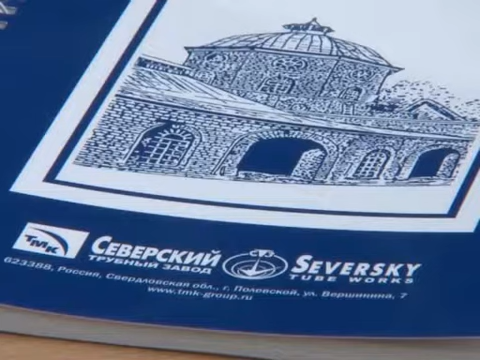 ТМК СЕВЕРСКИЙ ТРУБНЫЙ ЗАВОД
СТЗ SEVERSKY TUBE WORKS
623388, Россия, Свердловская обл., г. Полевской, ул. Вершинина, 7
www.tmk-group.ru